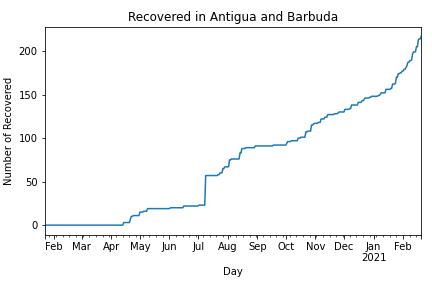 Recovered in Antigua and Barbuda
Number of Recovered
200
150
100
50
0
Feb Mar Apr May Jun Jul Aug Sep Oct Nov Dec Jan Feb
2021
Day